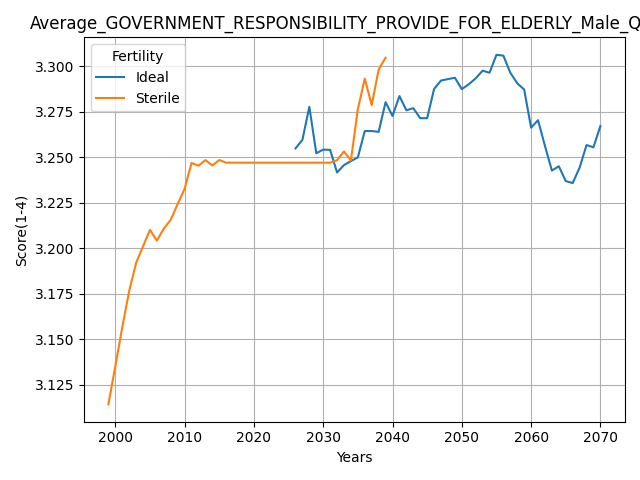 Average_GOVERNMENT_RESPONSIBILITY_PROVIDE_FOR_ELDERLY_Male_Q
Fertility
Ideal
Sterile
Score(1-4)
3.300
3.275
3.250
3.225
3.200
3.175
3.150
3.125
2000 2010 2020 2030 2040 2050 2060 2070
Years